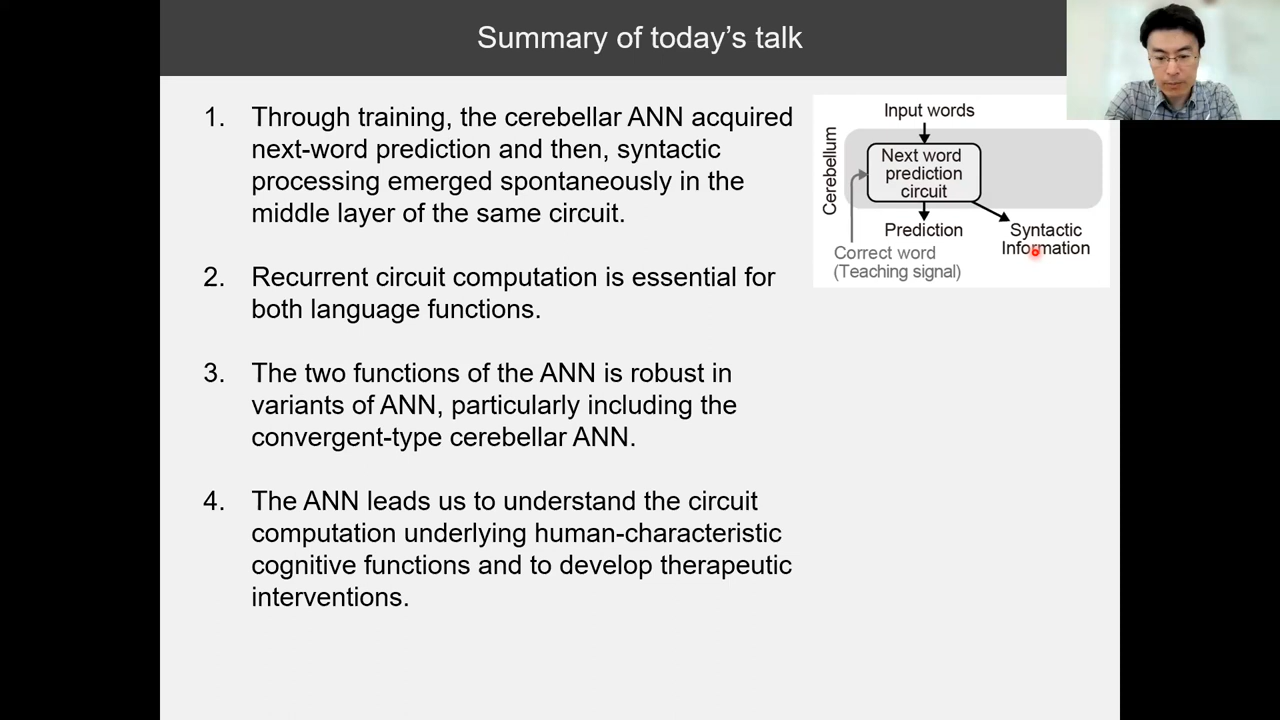 Summary of today’s talk
1. Through training, the cerebellar ANN acquired
next-word prediction and then, syntactic
processing emerged spontaneously in the
middle layer of the same circuit.
2. Recurrent circuit computation is essential for
both language functions.
3. The two functions of the ANN is robust in
variants of ANN, particularly including the
convergent-type cerebellar ANN.
4. The ANN leads us to understand the circuit
computation underlying human-characteristic
cognitive functions and to develop therapeutic
interventions.
Input words
Cerebellum
Next word
prediction
circuit
Prediction
Syntactic
Information
Correct word
(Teaching signal)